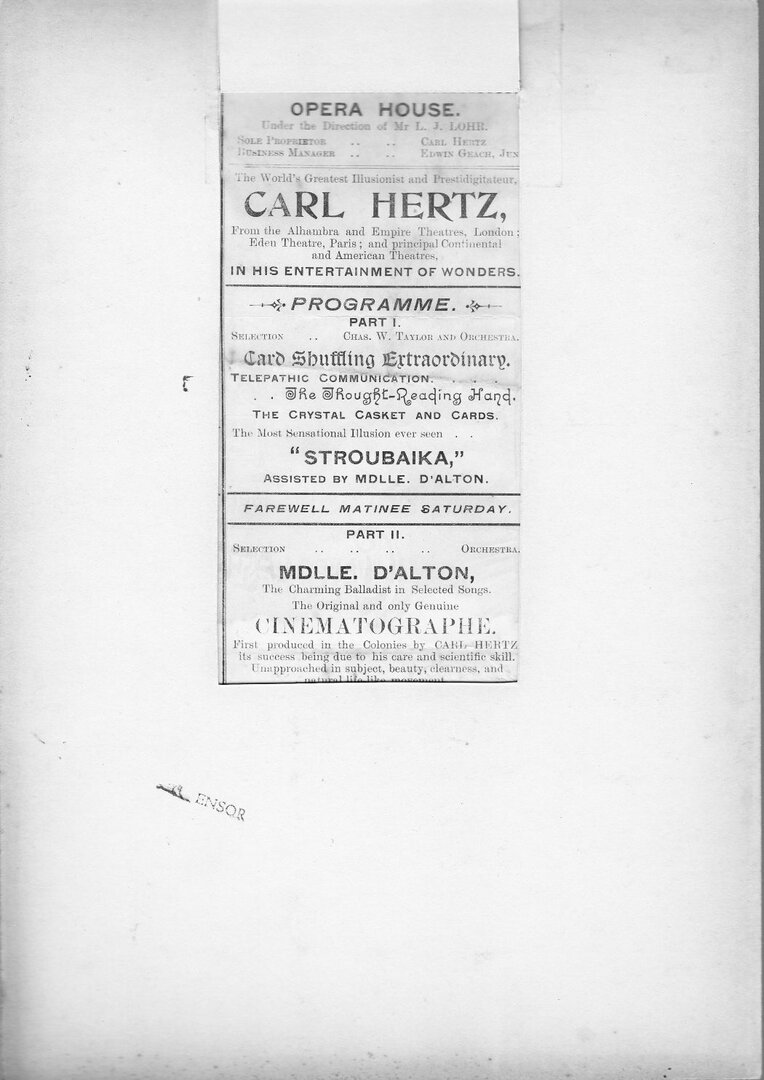 OPERA HOUSE.
Under the Direction of Mr L. J. LOHR.
SOLE PROPRIETOR .. .. CARL HERTZ
BUSINESS MANAGER .. .. EDWIN GEACH, JUN
The World's Greatest Illusionist and Prestidigitateur,
CARL HERTZ,
From the Alhambra and Empire Theatres, London;
Eden Theatre, Paris; and principal Continental
and American Theatres,
IN HIS ENTERTAINMENT OF WONDERS.
PROGRAMME.
PART I.
SELECTION .. CHAS. W. TAYLOR AND ORCHESTRA.
Card Shuffling Extraordinary.
TELEPATHIC COMMUNICATION. . . .
. . The Thought-Reading Hand.
THE CRYSTAL CASKET AND CARDS.
The Most Sensational Illusion ever seen . .
"STROUBAIKA,"
ASSISTED BY MDLLE. D'ALTON.
FAREWELL MATINEE SATURDAY.
PART II.
SELECTION .. .. .. .. ORCHESTRA.
MDLLE. D'ALTON,
The Charming Balladist in Selected Songs.
The Original and only Genuine
CINEMATOGRAPHE.
First produced in the Colonies by CARL HERTZ
its success being due to his care and scientific skill.
Unapproached in subject, beauty, clearness, and
natural life-like movement
ENSOR